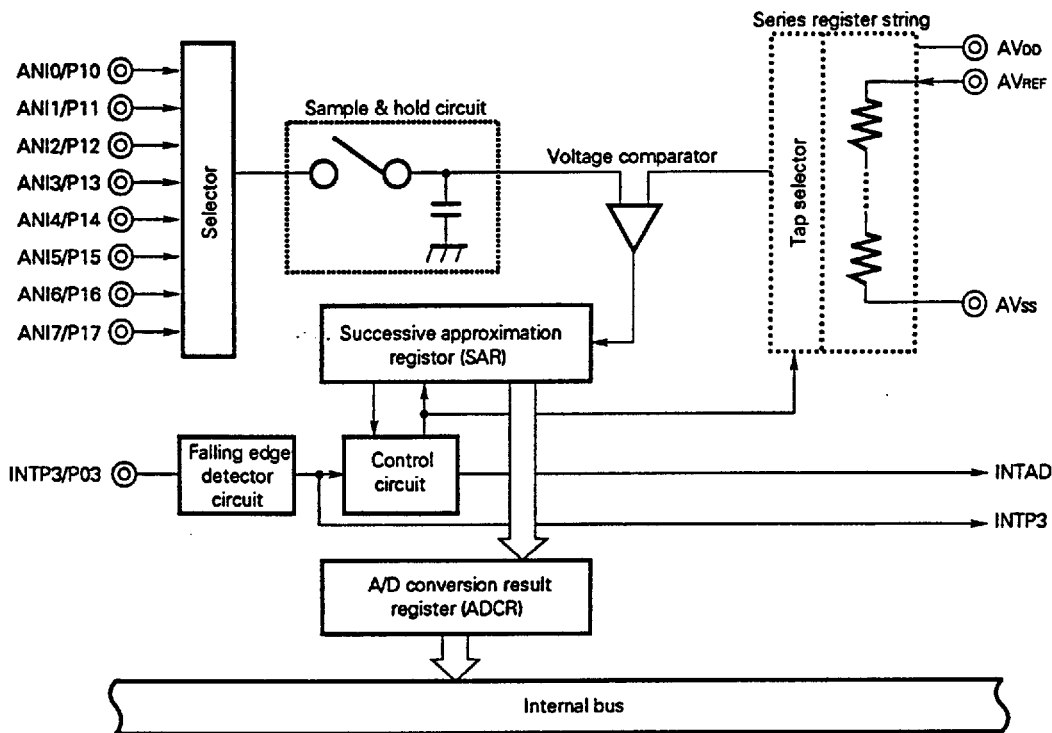 Series register string
AVDD
AVREF
AVSS
Tap selector
ANI0/P10
ANI1/P11
ANI2/P12
ANI3/P13
ANI4/P14
ANI5/P15
ANI6/P16
ANI7/P17
Selector
Sample & hold circuit
Voltage comparator
Successive approximation
registor (SAR)
INTP3/P03
Falling edge
detector
circuit
Control
circuit
INTAD
INTP3
A/D conversion result
register (ADCR)
Internal bus